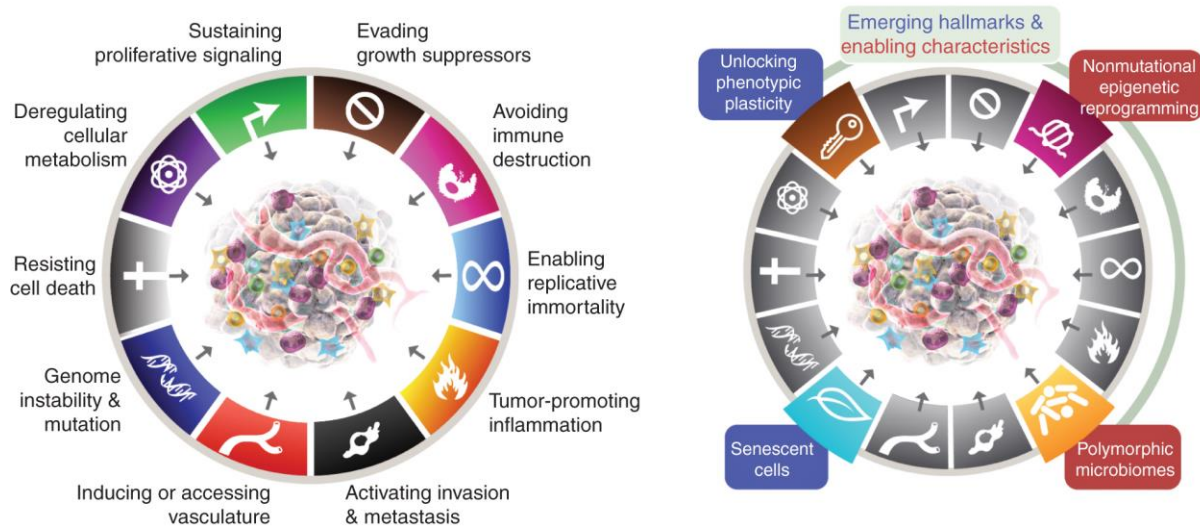 Sustaining
proliferative signaling
Evading
growth suppressors
Avoiding
immune
destruction
Enabling
replicative
immortality
Tumor-promoting
inflammation
Activating invasion
& metastasis
Inducing or accessing
vasculature
Genome
instability &
mutation
Resisting
cell death
Deregulating
cellular
metabolism
Emerging hallmarks &
enabling characteristics
Unlocking
phenotypic
plasticity
Nonmutational
epigenetic
reprogramming
Senescent
cells
Polymorphic
microbiomes